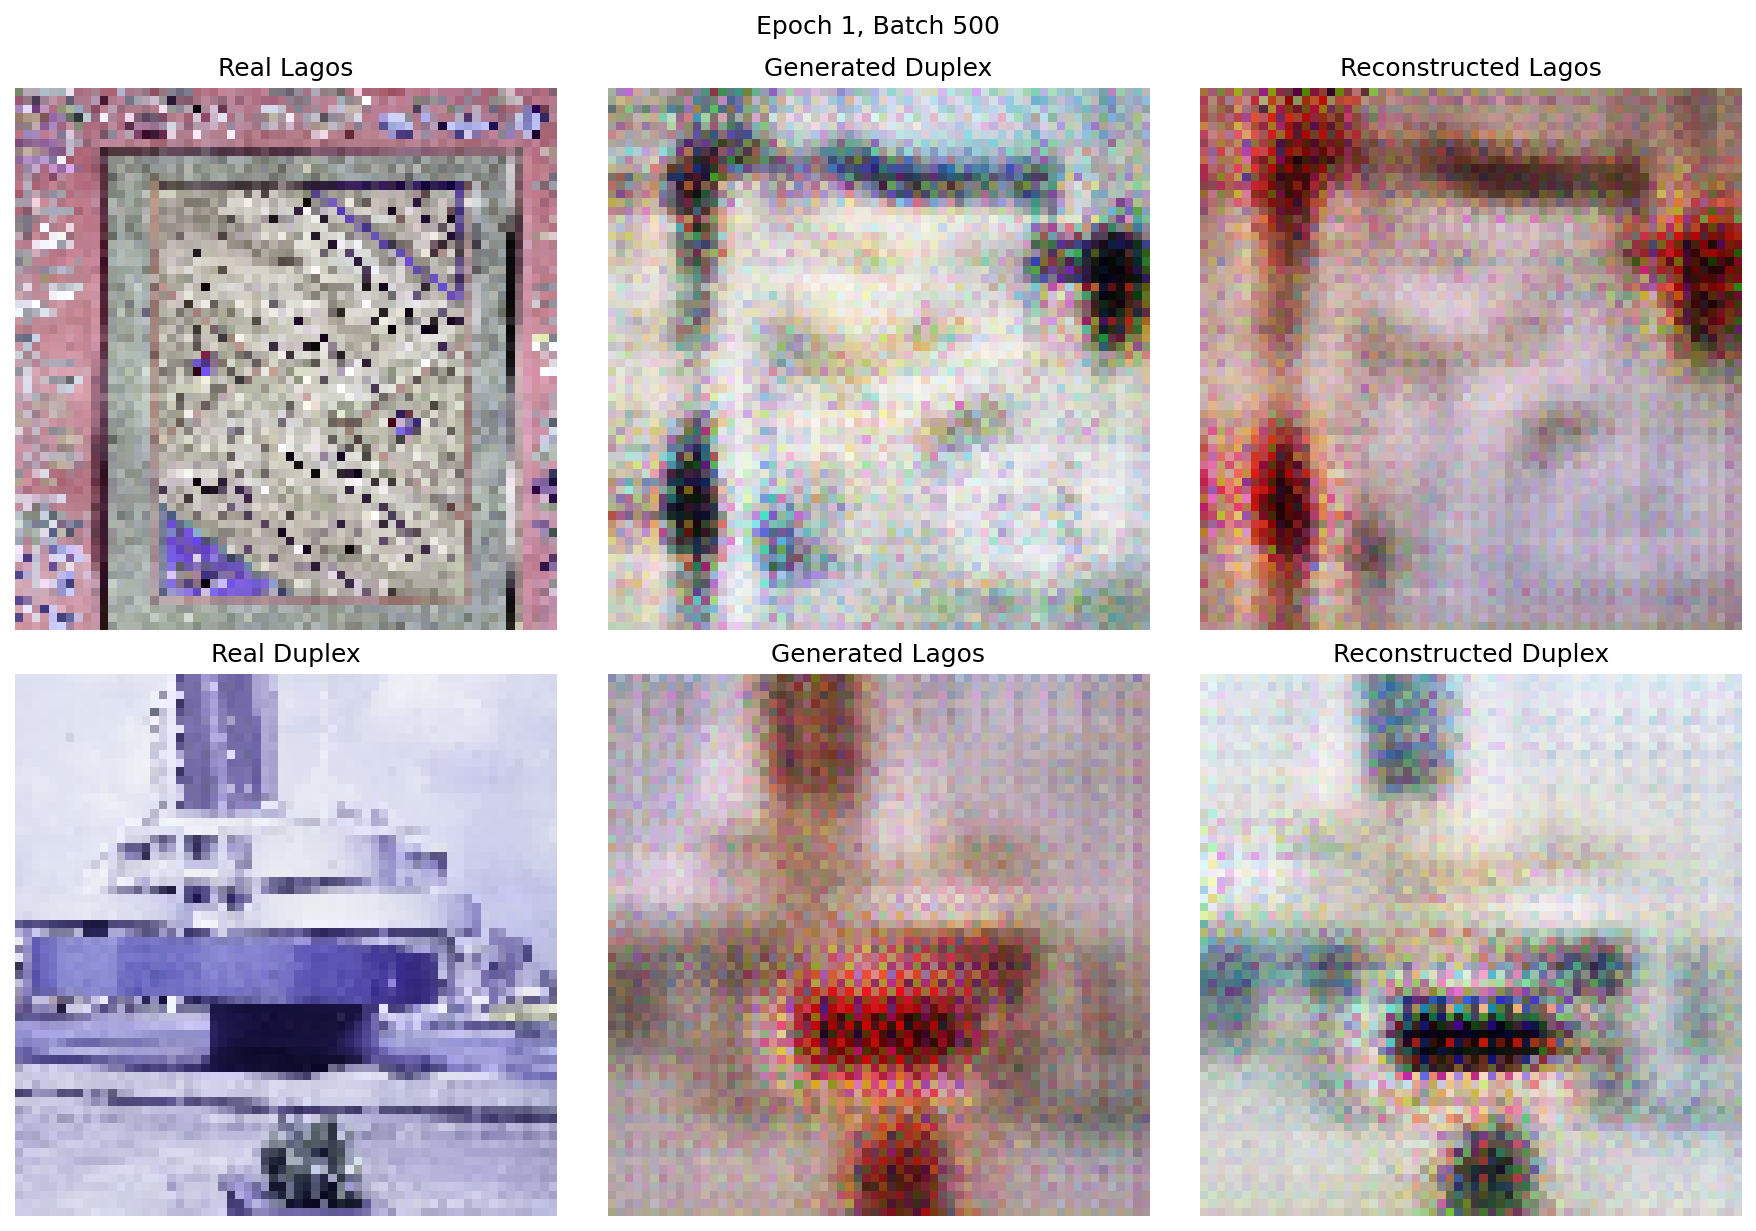 Epoch 1, Batch 500
Real Lagos
Generated Duplex
Reconstructed Lagos
Real Duplex
Generated Lagos
Reconstructed Duplex